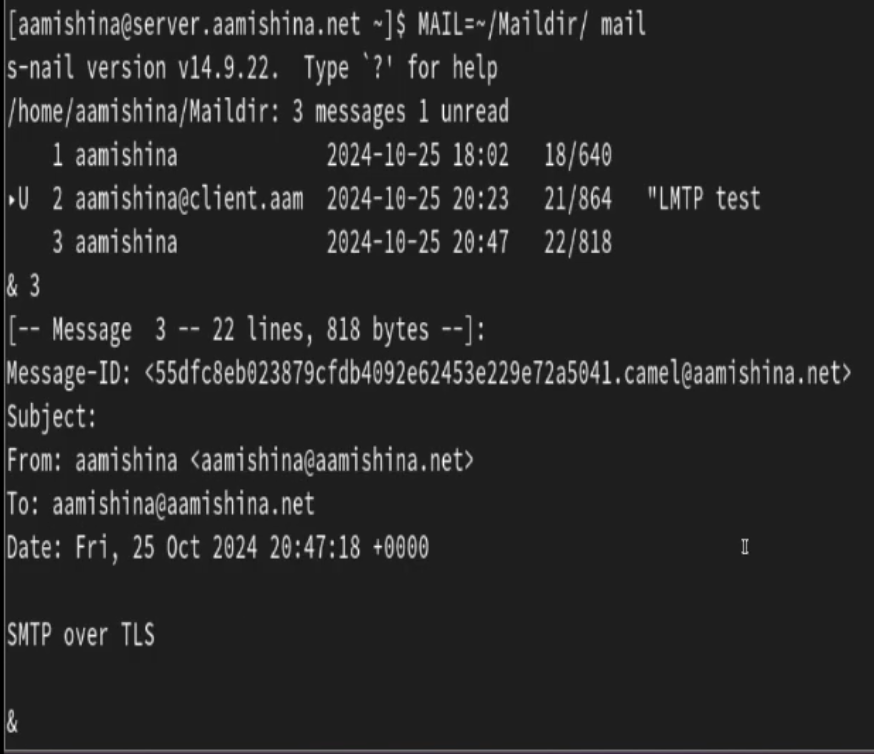 [aamishina@server.aamishina.net ~]$ MAIL=~/Maildir/ mail
s-nail version v14.9.22.  Type `?' for help
/home/aamishina/Maildir: 3 messages 1 unread
    1 aamishina             2024-10-25 18:02   18/640
▸U  2 aamishina@client.aam  2024-10-25 20:23   21/864   "LMTP test
    3 aamishina             2024-10-25 20:47   22/818
& 3
[-- Message  3 -- 22 lines, 818 bytes --]:
Message-ID: <55dfc8eb023879cfdb4092e62453e229e72a5041.camel@aamishina.net>
Subject:
From: aamishina <aamishina@aamishina.net>
To: aamishina@aamishina.net
Date: Fri, 25 Oct 2024 20:47:18 +0000
SMTP over TLS
&